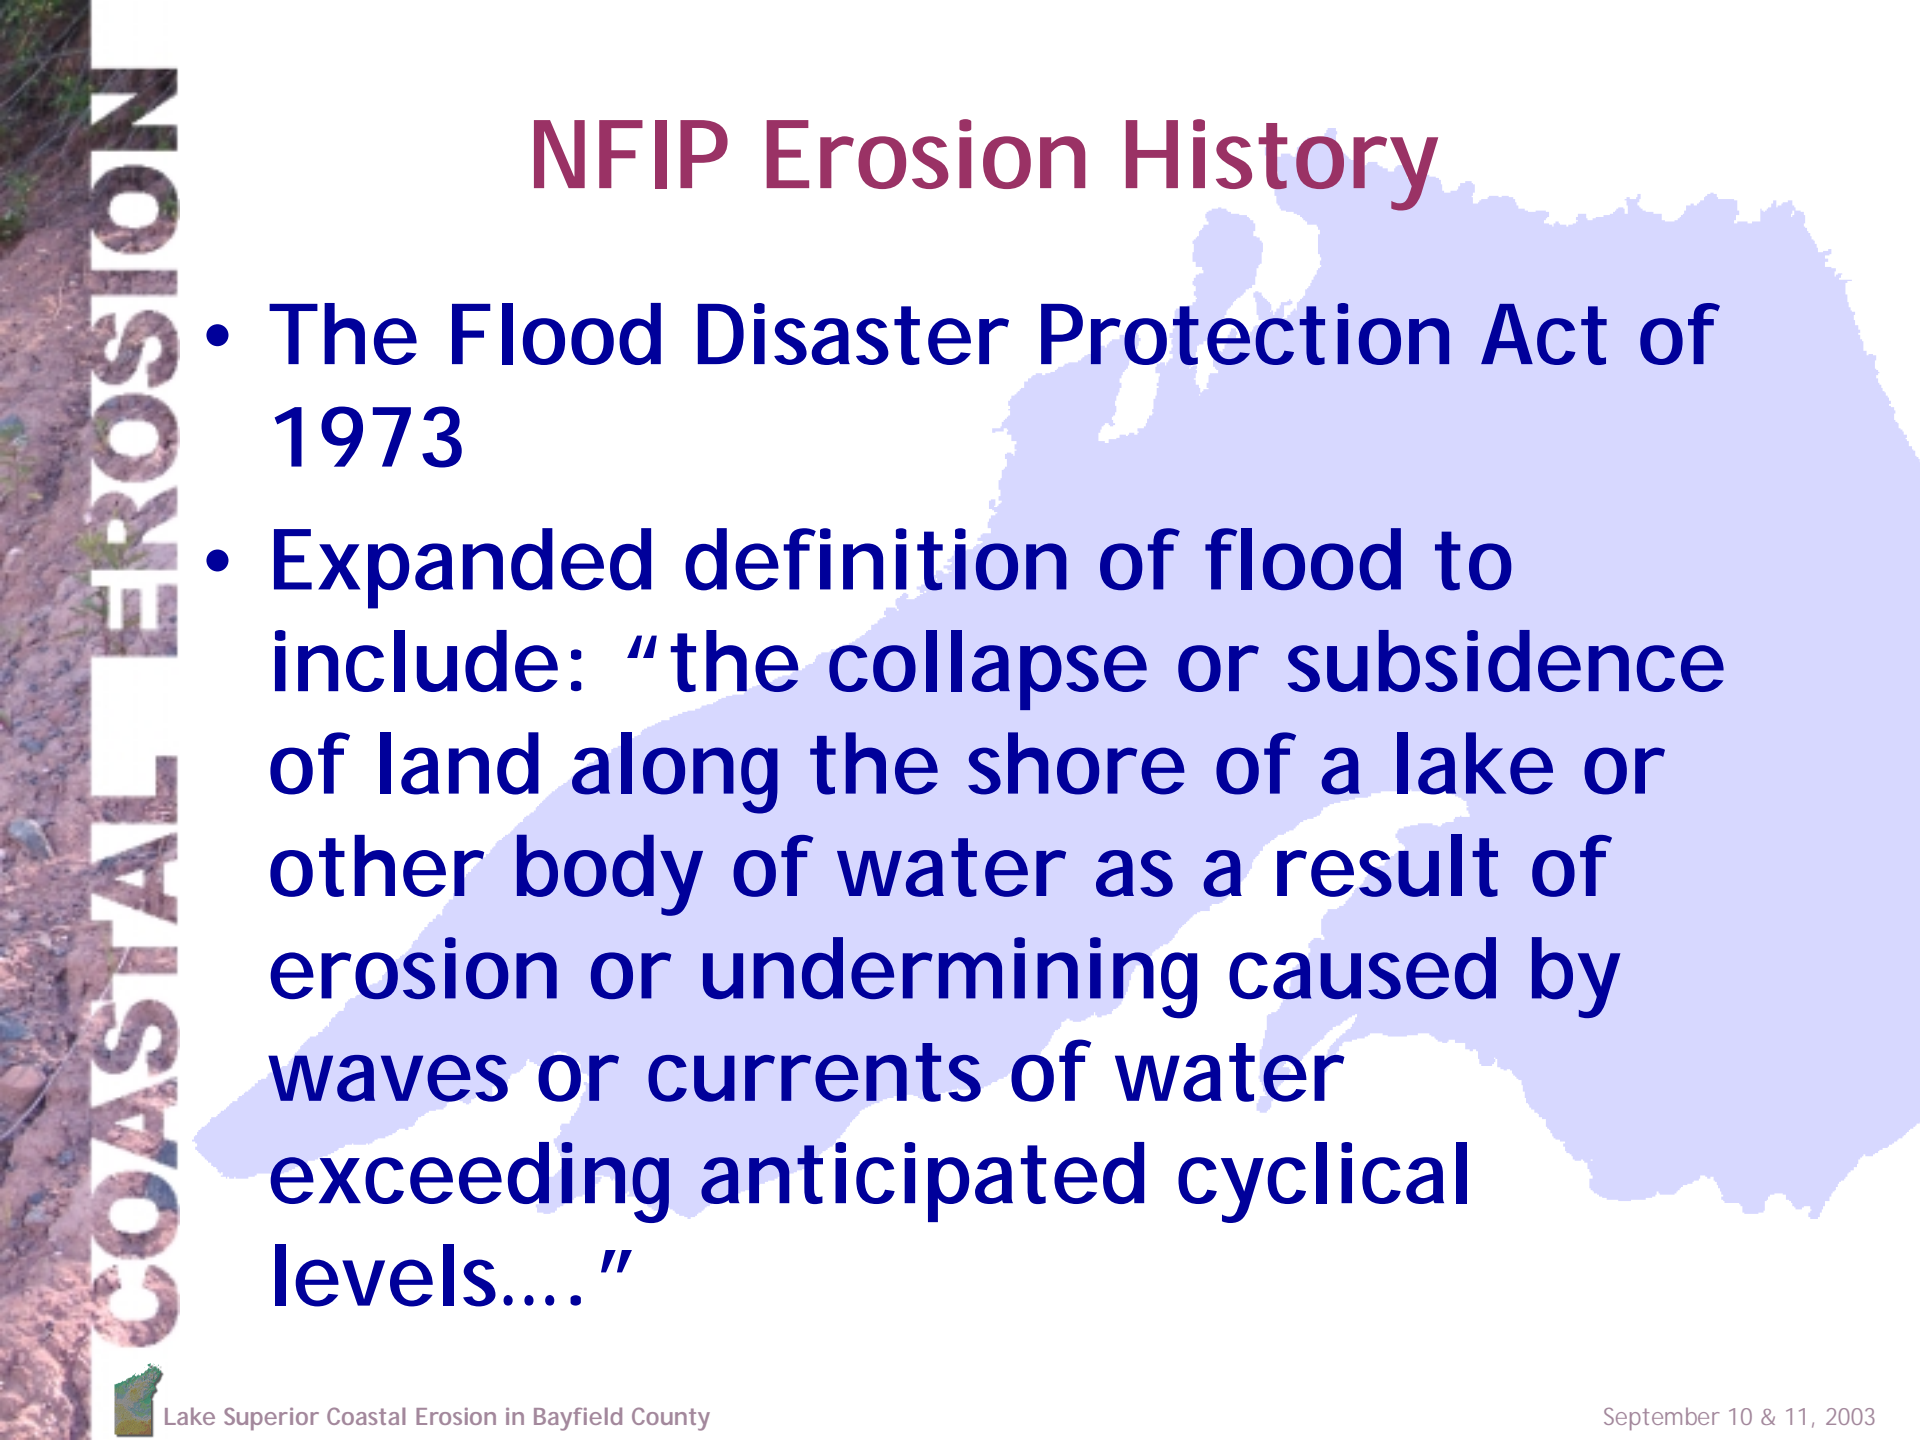 COASTAL EROSION
NFIP Erosion History
• The Flood Disaster Protection Act of
1973
• Expanded definition of flood to
include: “the collapse or subsidence
of land along the shore of a lake or
other body of water as a result of
erosion or undermining caused by
waves or currents of water
exceeding anticipated cyclical
levels....”
Lake Superior Coastal Erosion in Bayfield County
September 10 & 11, 2003